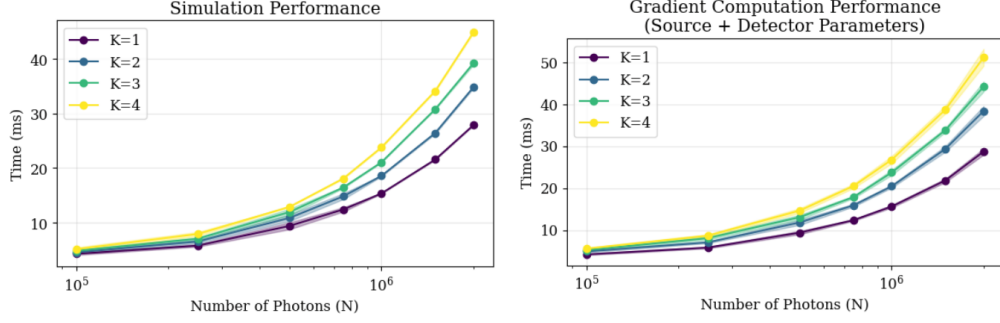 Simulation Performance
K=1
K=2
K=3
K=4
40
30
20
10
Time (ms)
10^5
10^6
Number of Photons (N)
Gradient Computation Performance
(Source + Detector Parameters)
K=1
K=2
K=3
K=4
50
40
30
20
10
Time (ms)
10^5
10^6
Number of Photons (N)